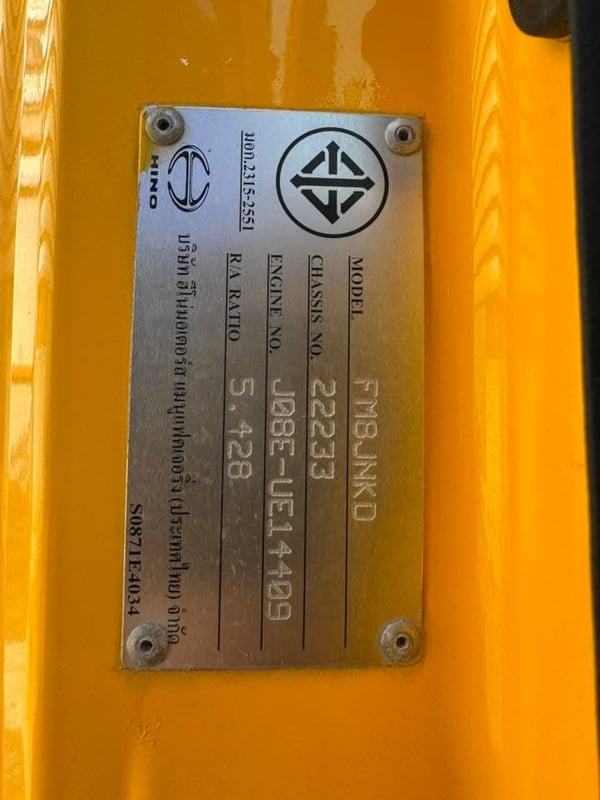 มอก.2315-2551
MODEL FM8JNKD
CHASSIS NO. 22233
ENGINE NO. J08E-UE14409
R/A RATIO 5.428
HINO
บริษัท ฮีโน่มอเตอร์ส แมนูแฟคเจอริ่ง (ประเทศไทย) จำกัด
S0871E4034